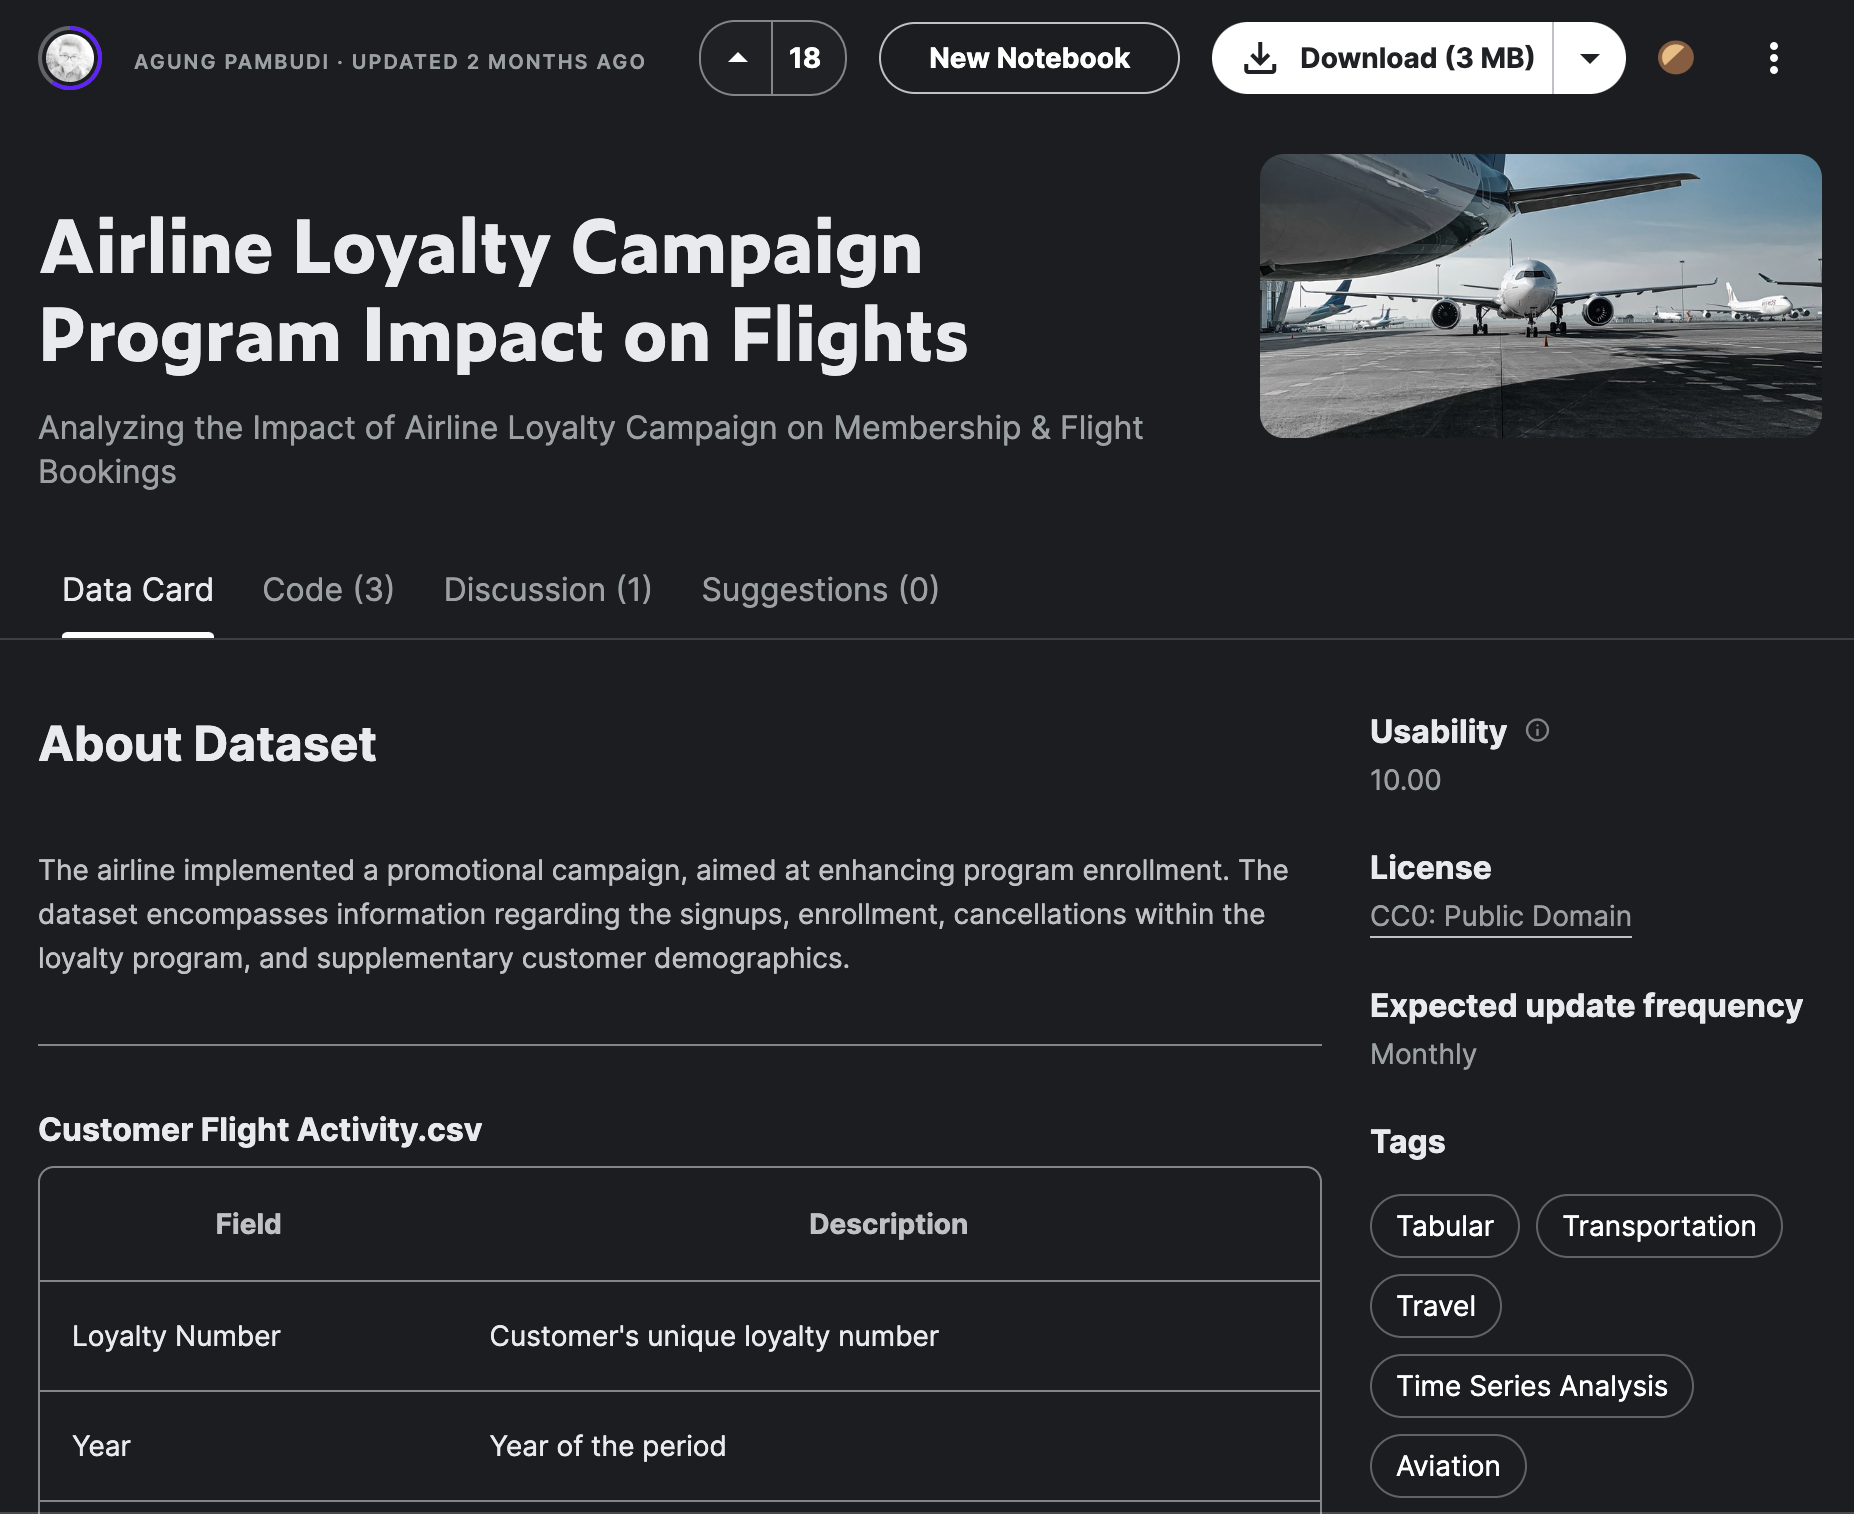 AGUNG PAMBUDI · UPDATED 2 MONTHS AGO
18
New Notebook
Download (3 MB)
Airline Loyalty Campaign
Program Impact on Flights
Analyzing the Impact of Airline Loyalty Campaign on Membership & Flight
Bookings
Data Card
Code (3)
Discussion (1)
Suggestions (0)
About Dataset
The airline implemented a promotional campaign, aimed at enhancing program enrollment. The
dataset encompasses information regarding the signups, enrollment, cancellations within the
loyalty program, and supplementary customer demographics.
Customer Flight Activity.csv
Field Description
Loyalty Number Customer's unique loyalty number
Year Year of the period
Usability
10.00
License
CC0: Public Domain
Expected update frequency
Monthly
Tags
Tabular
Transportation
Travel
Time Series Analysis
Aviation